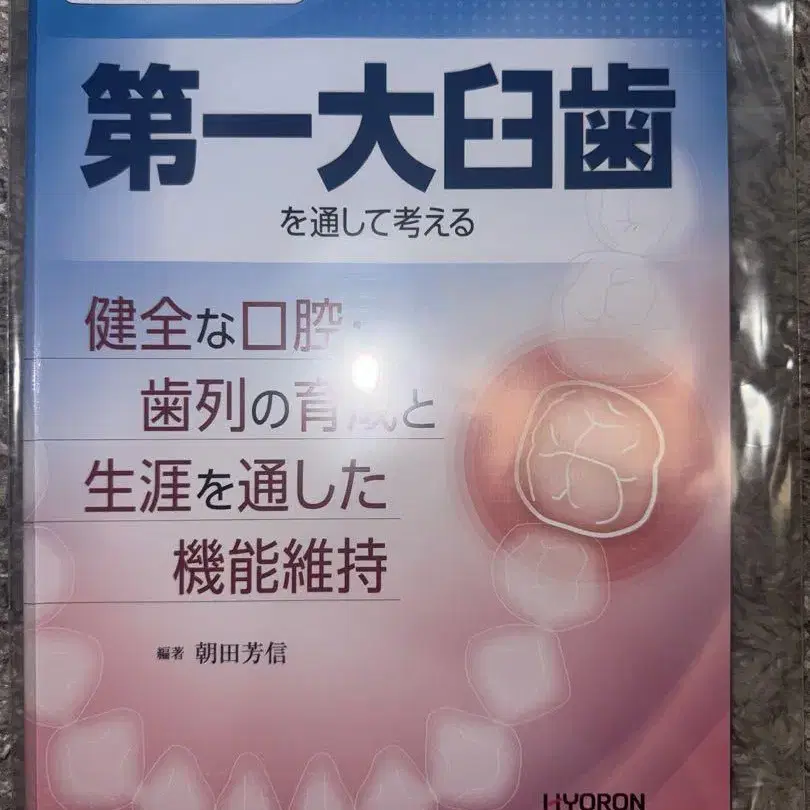 第一大臼歯
を通して考える
健全な口腔・
歯列の育成と
生涯を通した
機能維持
編著 朝田芳信
HYORON